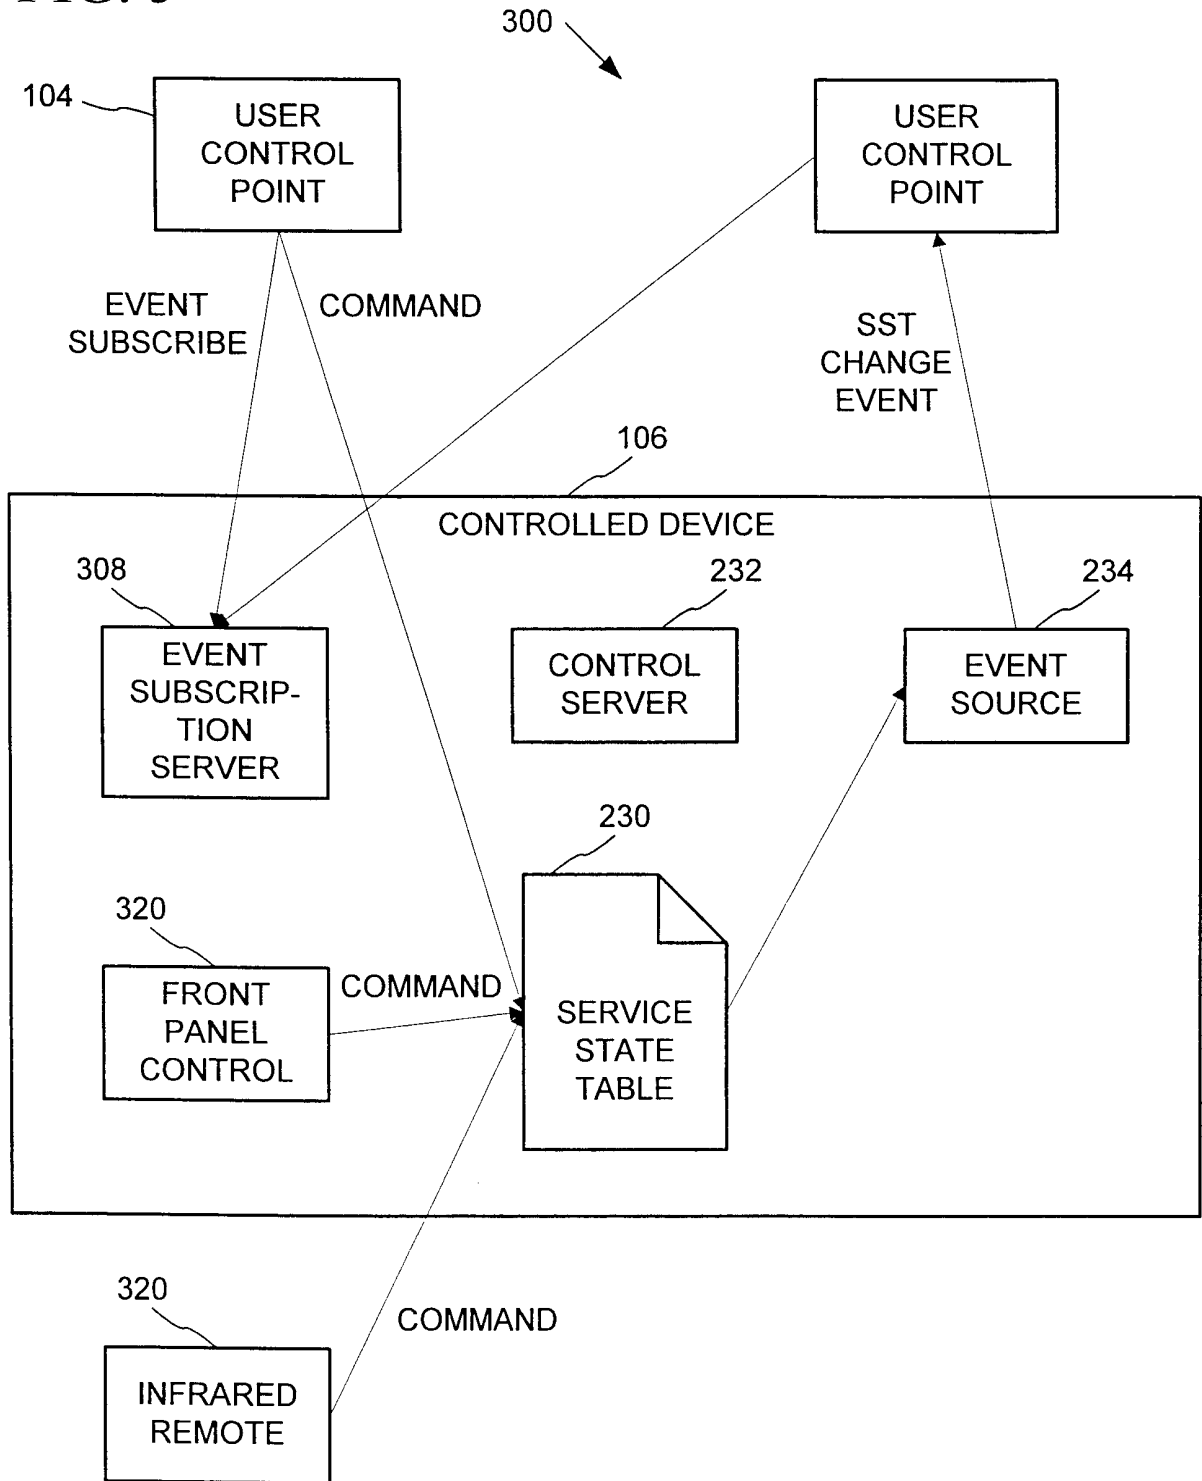 300
104
USER
CONTROL
POINT
USER
CONTROL
POINT
EVENT
SUBSCRIBE
COMMAND
SST
CHANGE
EVENT
106
CONTROLLED DEVICE
308
EVENT
SUBSCRIP-
TION
SERVER
232
CONTROL
SERVER
234
EVENT
SOURCE
230
SERVICE
STATE
TABLE
320
FRONT
PANEL
CONTROL
COMMAND
320
INFRARED
REMOTE
COMMAND